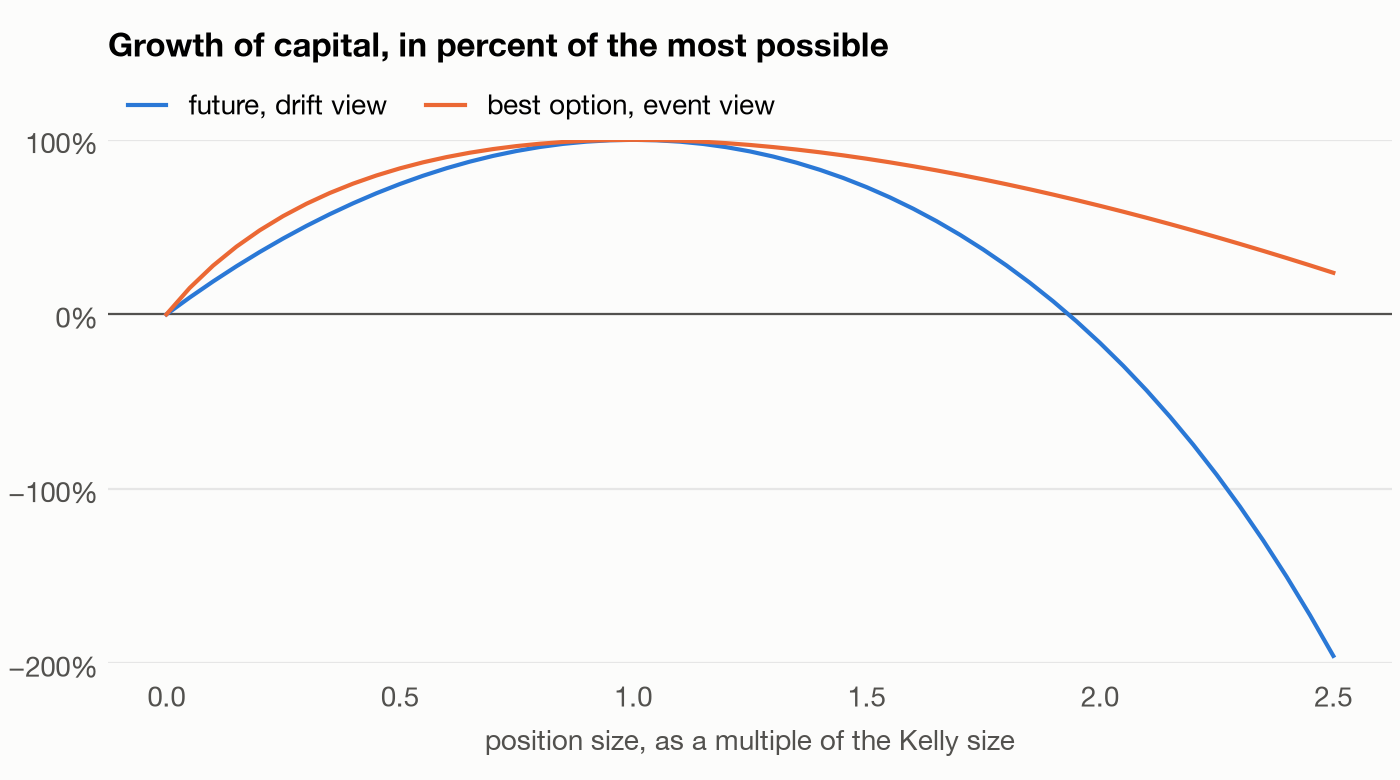 Growth of capital, in percent of the most possible
future, drift view best option, event view
100%
0%
−100%
−200%
0.0 0.5 1.0 1.5 2.0 2.5
position size, as a multiple of the Kelly size